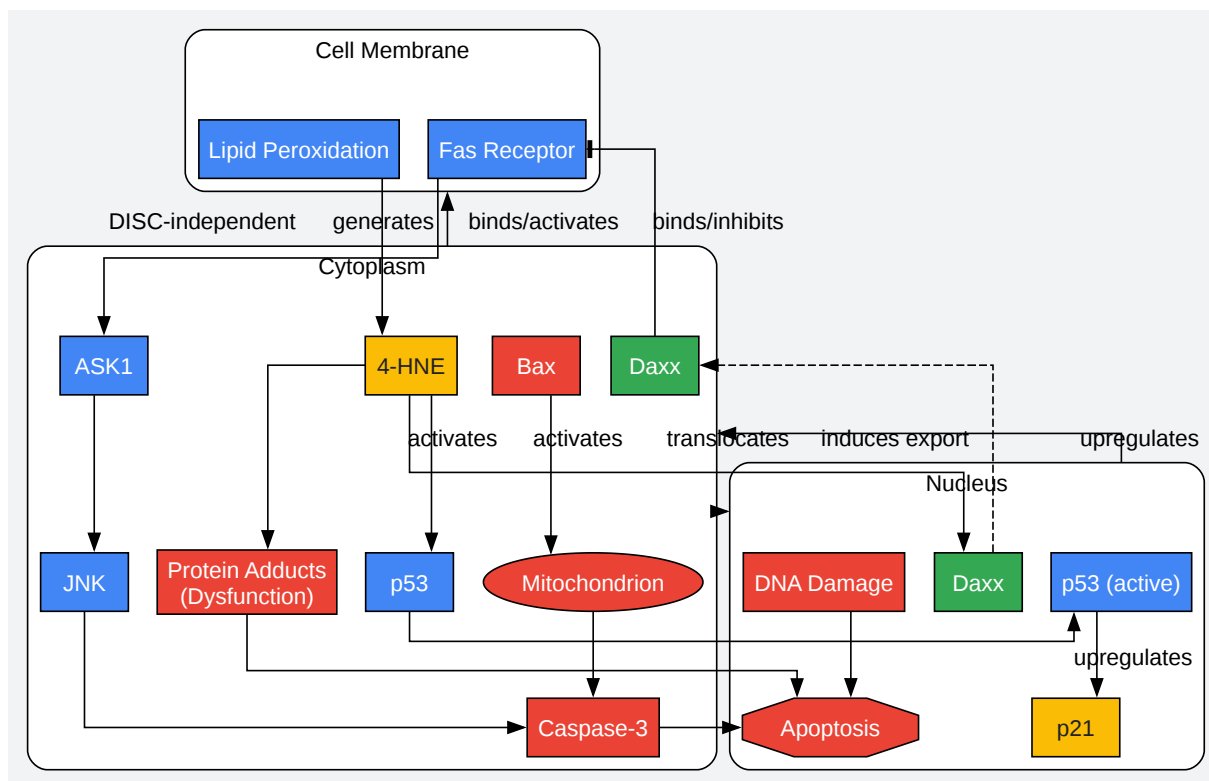 Cell Membrane
Lipid Peroxidation
Fas Receptor
DISC-independent
generates
binds/activates
binds/inhibits
Cytoplasm
ASK1
4-HNE
Bax
Daxx
activates
activates
translocates
induces export
upregulates
Nucleus
JNK
Protein Adducts
(Dysfunction)
p53
Mitochondrion
DNA Damage
Daxx
p53 (active)
upregulates
Caspase-3
Apoptosis
p21